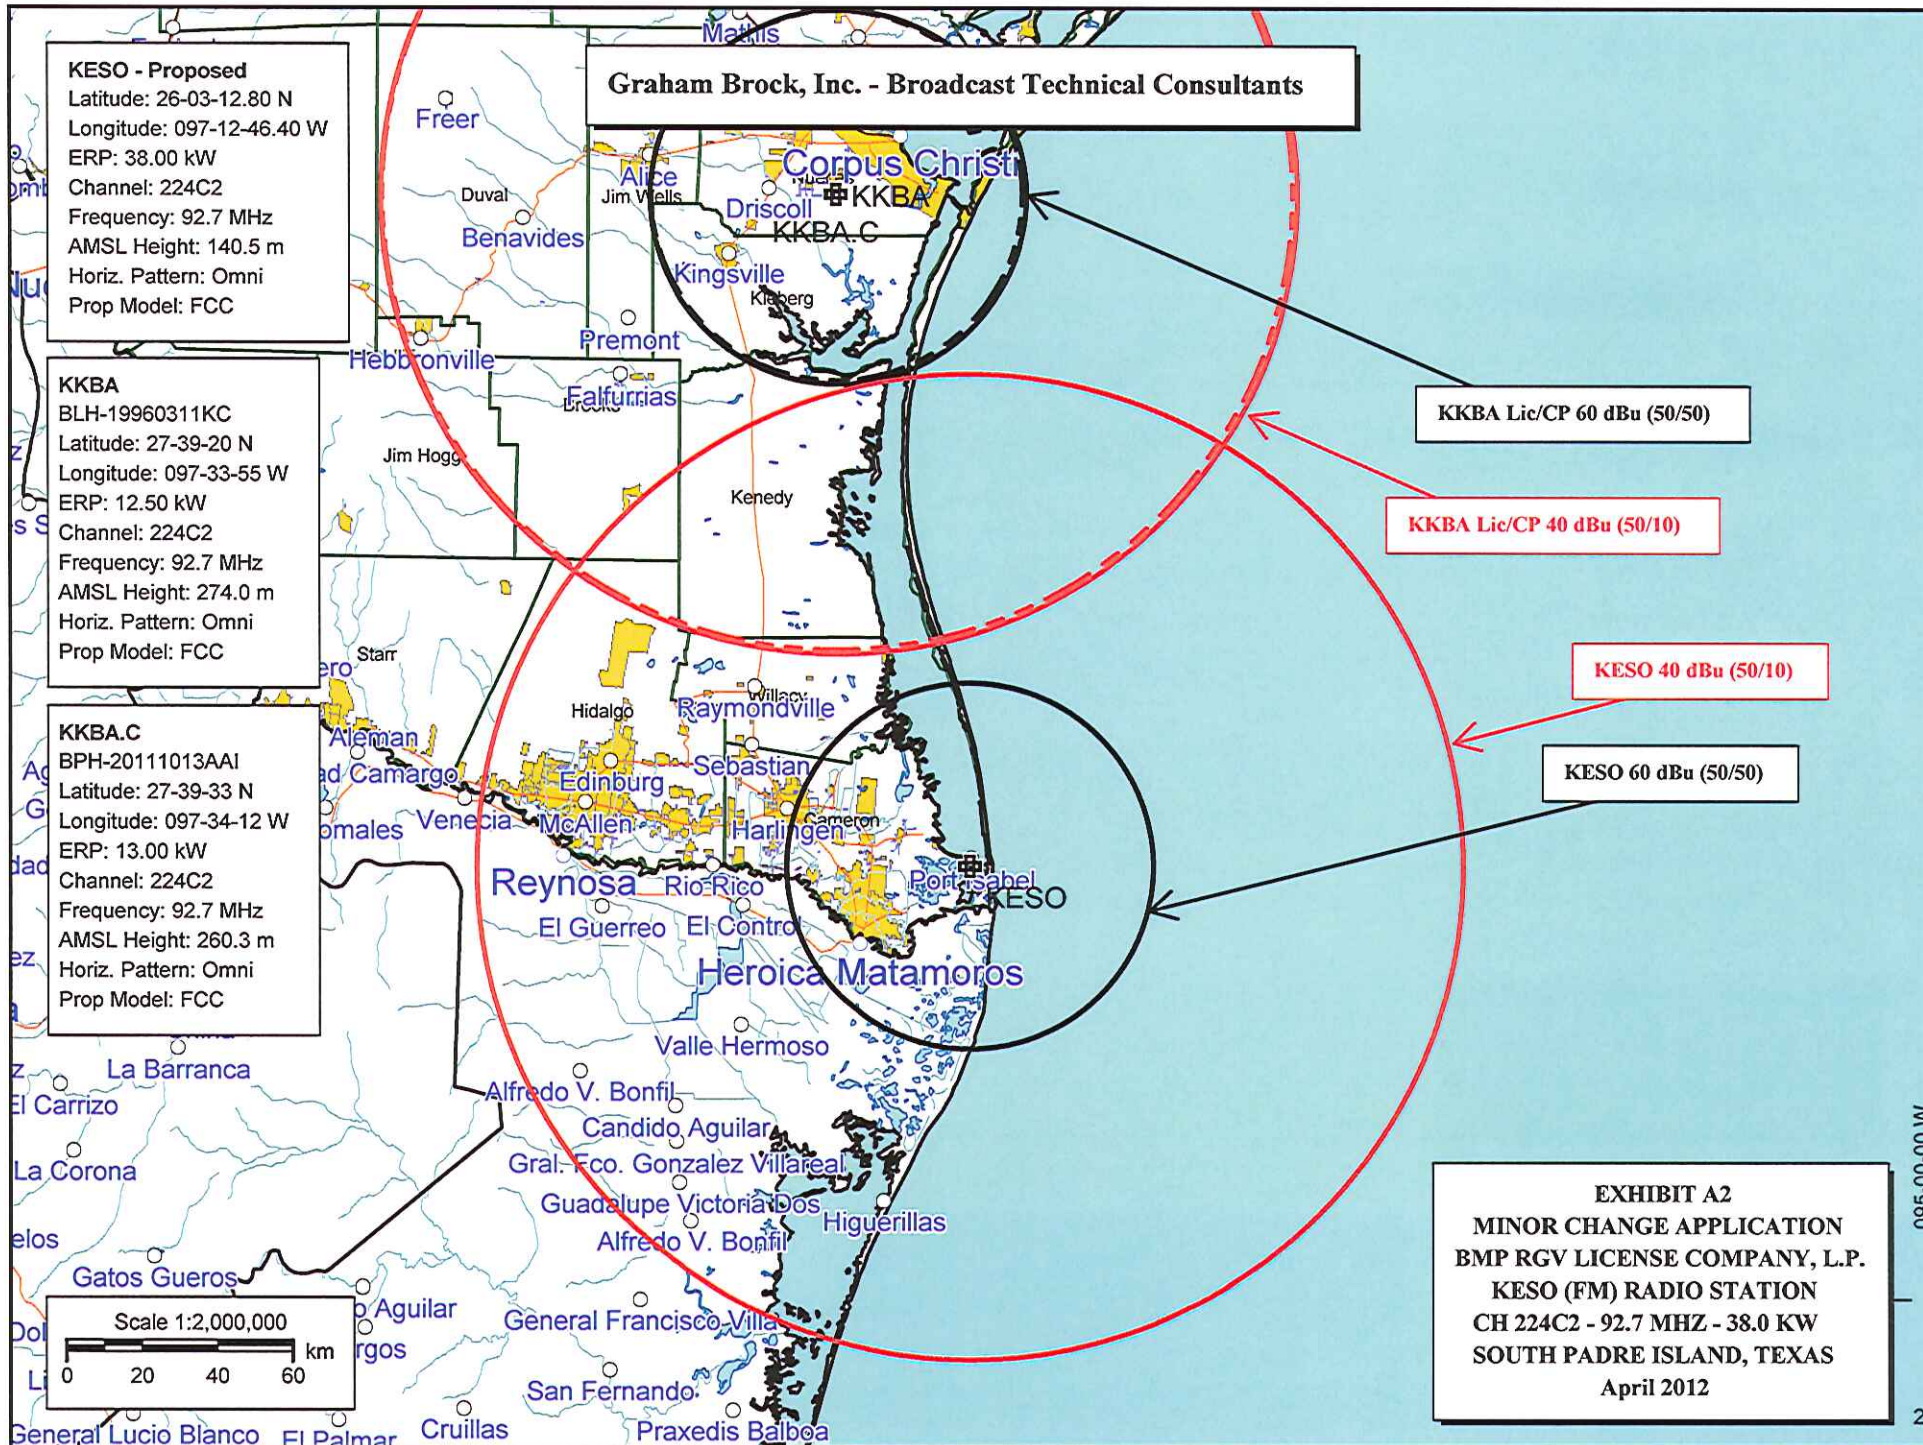 Graham Brock, Inc. - Broadcast Technical Consultants
KESO - Proposed
Latitude: 26-03-12.80 N
Longitude: 097-12-46.40 W
ERP: 38.00 kW
Channel: 224C2
Frequency: 92.7 MHz
AMSL Height: 140.5 m
Horiz. Pattern: Omni
Prop Model: FCC
KKBA
BLH-19960311KC
Latitude: 27-39-20 N
Longitude: 097-33-55 W
ERP: 12.50 kW
Channel: 224C2
Frequency: 92.7 MHz
AMSL Height: 274.0 m
Horiz. Pattern: Omni
Prop Model: FCC
KKBA.C
BPH-20111013AAI
Latitude: 27-39-33 N
Longitude: 097-34-12 W
ERP: 13.00 kW
Channel: 224C2
Frequency: 92.7 MHz
AMSL Height: 260.3 m
Horiz. Pattern: Omni
Prop Model: FCC
Mathis
Freer
Corpus Christi
Alice
Jim Wells
Duval
Driscoll
KKBA
KKBA.C
Benavides
Kingsville
Kleberg
Premont
Hebbronville
Falfurrias
Brooks
Jim Hogg
Kenedy
KKBA Lic/CP 60 dBu (50/50)
KKBA Lic/CP 40 dBu (50/10)
KESO 40 dBu (50/10)
KESO 60 dBu (50/50)
Starr
Hidalgo
Willacy
Raymondville
Aleman
Camargo
Edinburg
Sebastian
Venecia
McAllen
Harlingen
Cameron
Reynosa
Rio Rico
Port Isabel
KESO
El Guerreo
El Control
Heroica Matamoros
Valle Hermoso
La Barranca
El Carrizo
Alfredo V. Bonfil
Candido Aguilar
La Corona
Gral. Fco. Gonzalez Villareal
Guadalupe Victoria Dos
Higuerillas
Alfredo V. Bonfil
Gatos Gueros
Aguilar
General Francisco Villa
San Fernando
General Lucio Blanco
El Palmar
Cruillas
Praxedis Balboa
Scale 1:2,000,000
0 20 40 60 km
EXHIBIT A2
MINOR CHANGE APPLICATION
BMP RGV LICENSE COMPANY, L.P.
KESO (FM) RADIO STATION
CH 224C2 - 92.7 MHZ - 38.0 KW
SOUTH PADRE ISLAND, TEXAS
April 2012